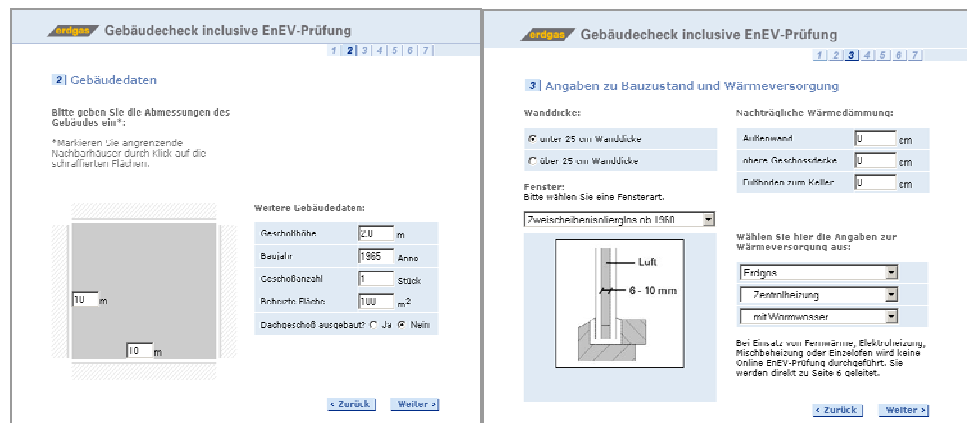 erdgas Gebäudecheck inclusive EnEV-Prüfung
1 | 2 | 3 | 4 | 5 | 6 | 7 |
2 | Gebäudedaten
Bitte geben Sie die Abmessungen des
Gebäudes ein*:
*Markieren Sie angrenzende
Nachbarhäuser durch Klick auf die
schraffierten Flächen.
10 m
10 m
Weitere Gebäudedaten:
Geschoßhöhe 2,0 m
Baujahr 1965 Anno
Geschoßanzahl 1 Stück
Beheizte Fläche 100 m2
Dachgeschoß ausgebaut? Ja Nein
< Zurück Weiter >
erdgas Gebäudecheck inclusive EnEV-Prüfung
1 | 2 | 3 | 4 | 5 | 6 | 7 |
3 | Angaben zu Bauzustand und Wärmeversorgung
Wanddicke:
unter 25 cm Wanddicke
über 25 cm Wanddicke
Fenster:
Bitte wählen Sie eine Fensterart.
Zweischeibenisolierglas ab 1960
Luft
6 - 10 mm
Nachträgliche Wärmedämmung:
Außenwand 0 cm
obere Geschossdecke 0 cm
Fußboden zum Keller 0 cm
Wählen Sie hier die Angaben zur
Wärmeversorgung aus:
Erdgas
Zentralheizung
mit Warmwasser
Bei Einsatz von Fernwärme, Elektroheizung,
Mischbeheizung oder Einzelofen wird keine
Online EnEV-Prüfung durchgeführt. Sie
werden direkt zu Seite 6 geleitet.
< Zurück Weiter >